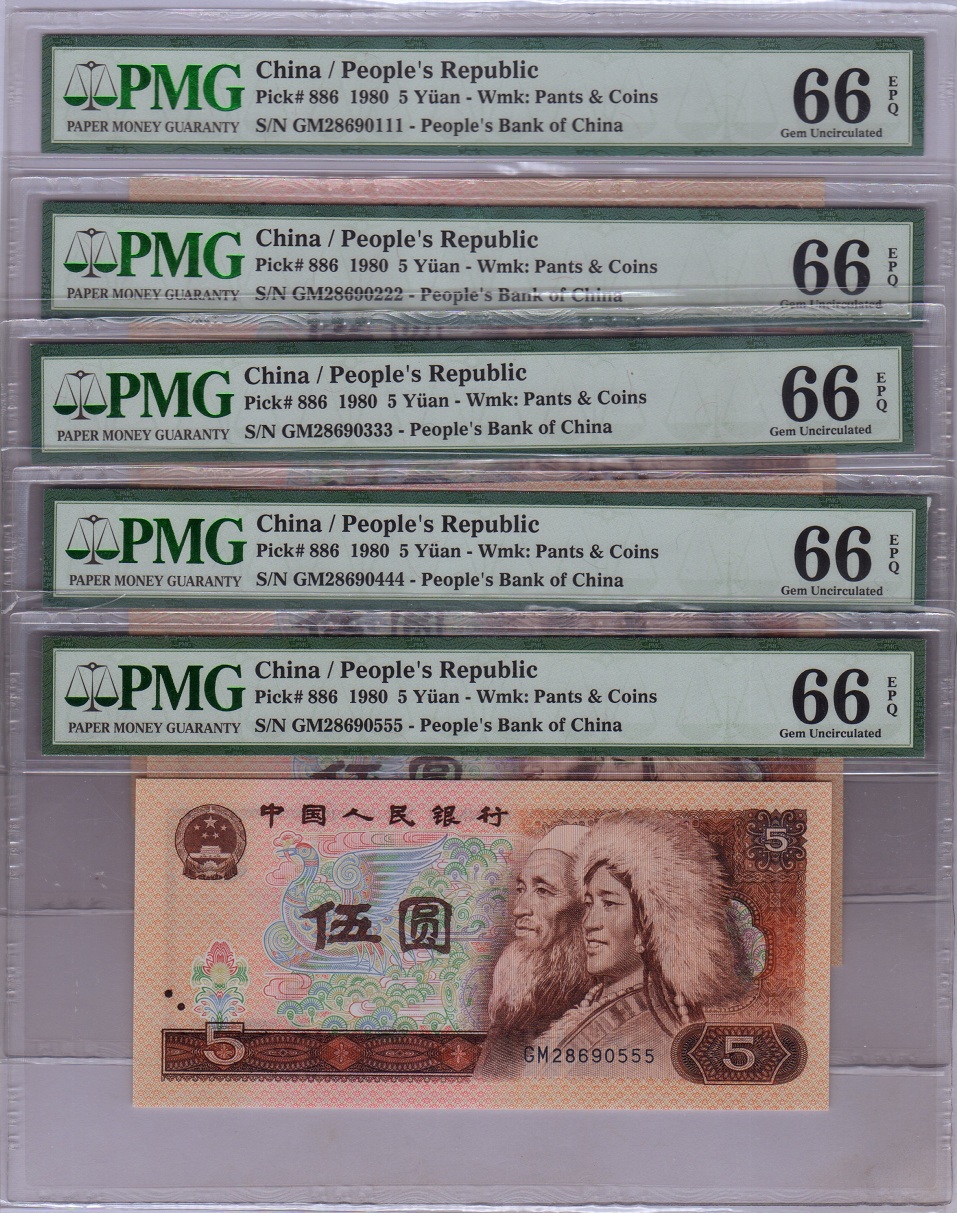 PMG
PAPER MONEY GUARANTY
China / People's Republic
Pick# 886 1980 5 Yüan - Wmk: Pants & Coins
S/N GM28690111 - People's Bank of China
66 EPQ
Gem Uncirculated
PMG
PAPER MONEY GUARANTY
China / People's Republic
Pick# 886 1980 5 Yüan - Wmk: Pants & Coins
S/N GM28690222 - People's Bank of China
66 EPQ
Gem Uncirculated
PMG
PAPER MONEY GUARANTY
China / People's Republic
Pick# 886 1980 5 Yüan - Wmk: Pants & Coins
S/N GM28690333 - People's Bank of China
66 EPQ
Gem Uncirculated
PMG
PAPER MONEY GUARANTY
China / People's Republic
Pick# 886 1980 5 Yüan - Wmk: Pants & Coins
S/N GM28690444 - People's Bank of China
66 EPQ
Gem Uncirculated
PMG
PAPER MONEY GUARANTY
China / People's Republic
Pick# 886 1980 5 Yüan - Wmk: Pants & Coins
S/N GM28690555 - People's Bank of China
66 EPQ
Gem Uncirculated
中国人民银行
5
伍圆
5
GM28690555
5